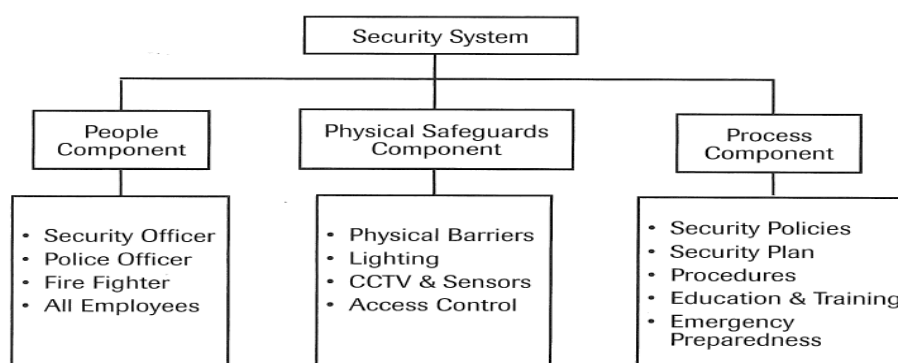 Security System
People
Component
Physical Safeguards
Component
Process
Component
• Security Officer
• Police Officer
• Fire Fighter
• All Employees
• Physical Barriers
• Lighting
• CCTV & Sensors
• Access Control
• Security Policies
• Security Plan
• Procedures
• Education & Training
• Emergency
Preparedness